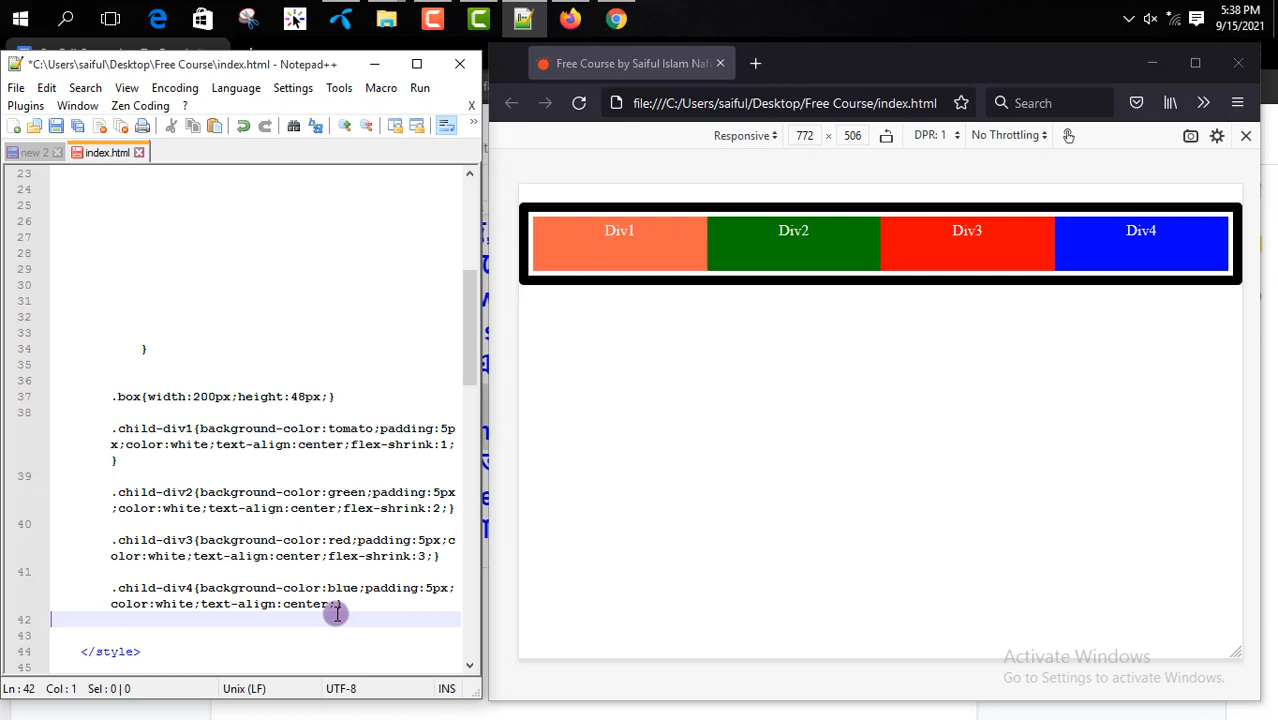 5:38 PM
9/15/2021
*C:\Users\saiful\Desktop\Free Course\index.html - Notepad++
File Edit Search View Encoding Language Settings Tools Macro Run
Plugins Window Zen Coding X
new 2 index.html
23
24
25
26
27
28
29
30
31
32
33
34 }
35
36
37 .box{width:200px;height:48px;}
38
.child-div1{background-color:tomato;padding:5p
x;color:white;text-align:center;flex-shrink:1;
}
39
.child-div2{background-color:green;padding:5px
;color:white;text-align:center;flex-shrink:2;}
40
.child-div3{background-color:red;padding:5px;c
olor:white;text-align:center;flex-shrink:3;}
41
.child-div4{background-color:blue;padding:5px;
color:white;text-align:center;}
42
43
44 </style>
45
Ln : 42 Col : 1 Sel : 0 | 0 Unix (LF) UTF-8 INS
Free Course by Saiful Islam
file:///C:/Users/saiful/Desktop/Free Course/index.html Search
Responsive 772 × 506 DPR: 1 No Throttling
Div1 Div2 Div3 Div4
Activate Windows
Go to Settings to activate Windows.